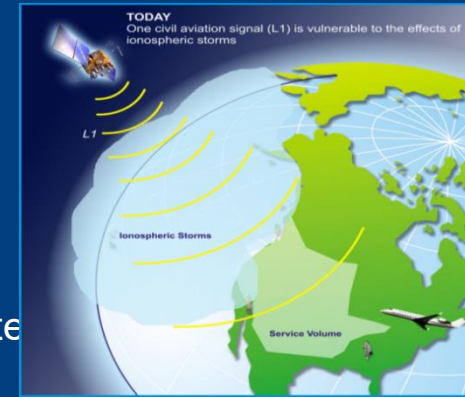 TODAY
One civil aviation signal (L1) is vulnerable to the effects of
ionospheric storms
L1
Ionospheric Storms
Service Volume